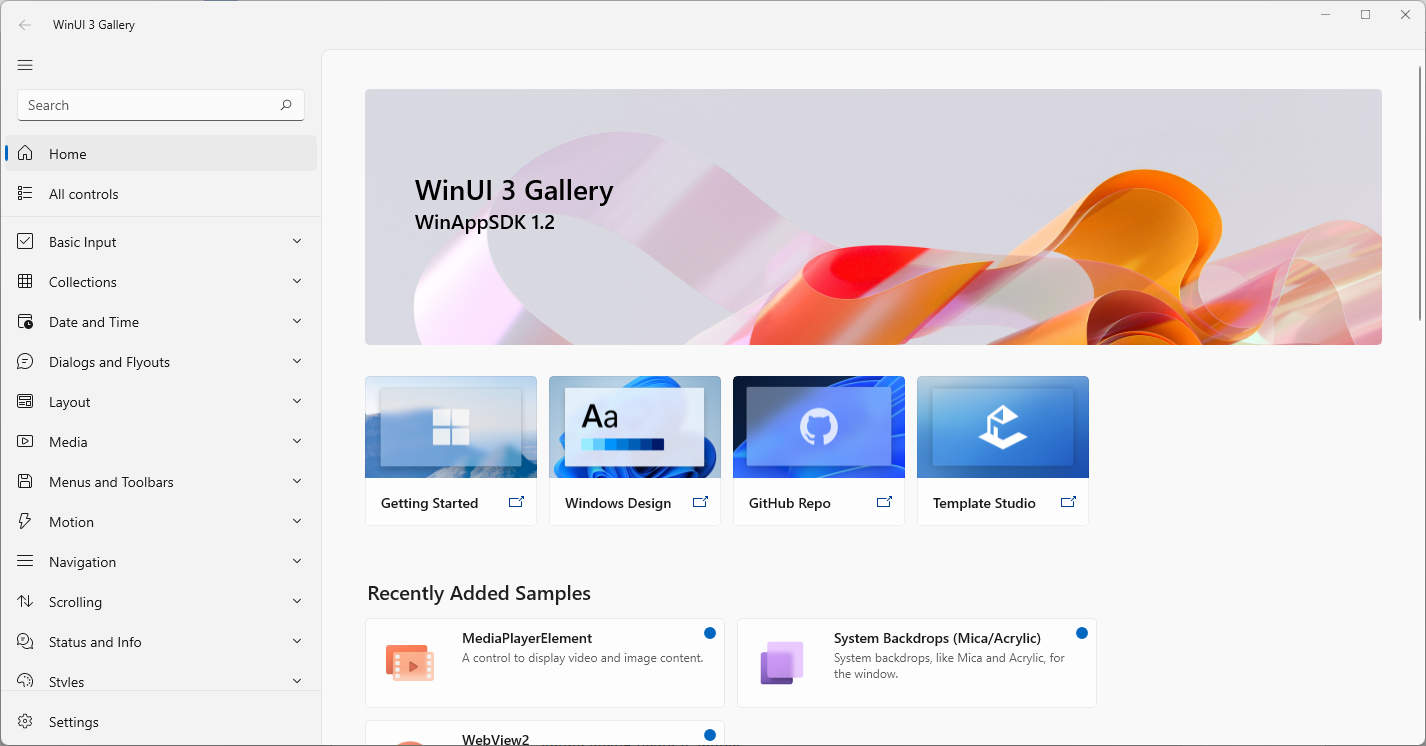 WinUI 3 Gallery
Search
Home
All controls
Basic Input
Collections
Date and Time
Dialogs and Flyouts
Layout
Media
Menus and Toolbars
Motion
Navigation
Scrolling
Status and Info
Styles
Settings
WinUI 3 Gallery
WinAppSDK 1.2
Aa
Getting Started
Windows Design
GitHub Repo
Template Studio
Recently Added Samples
MediaPlayerElement
A control to display video and image content.
System Backdrops (Mica/Acrylic)
System backdrops, like Mica and Acrylic, for
the window.
WebView2